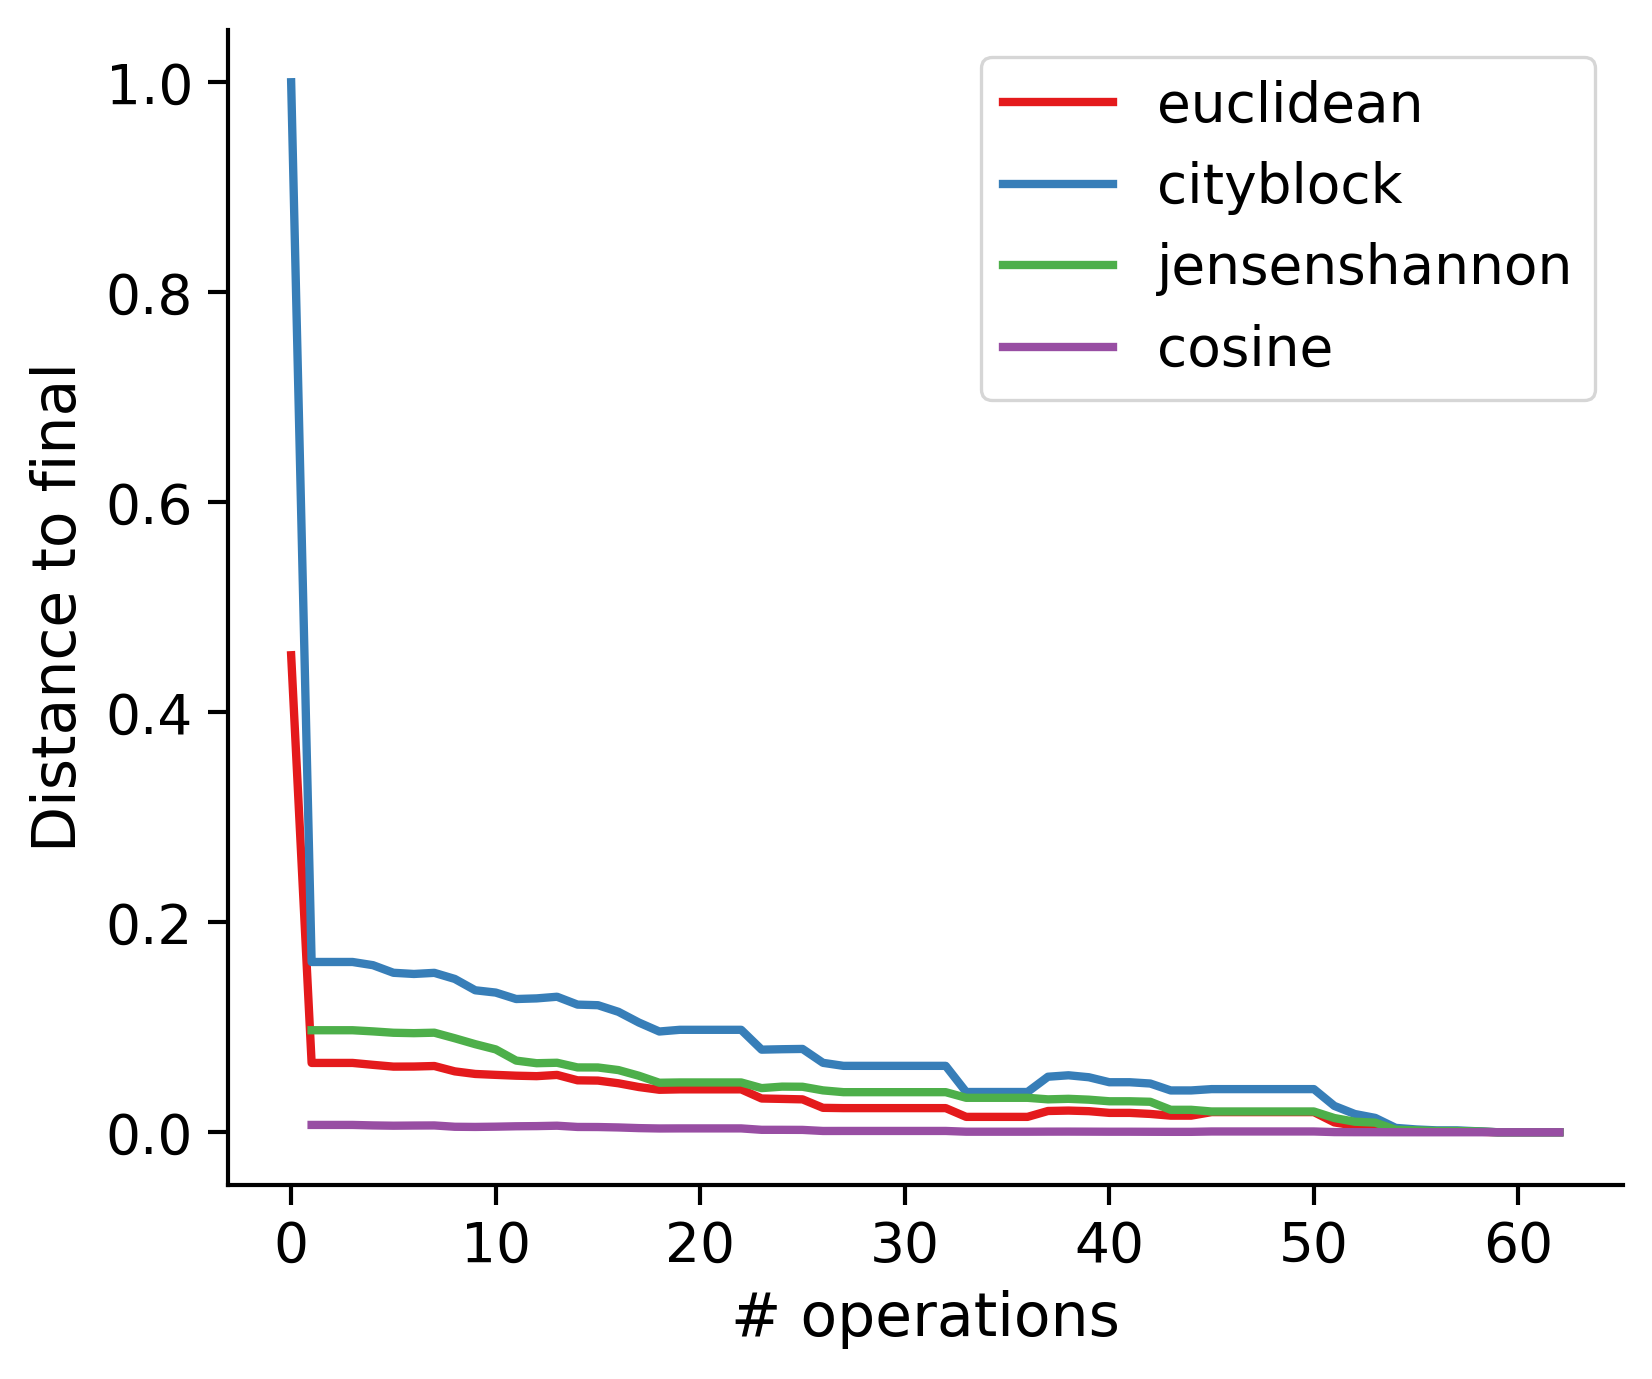 1.0
0.8
0.6
0.4
0.2
0.0
Distance to final
0 10 20 30 40 50 60
# operations
euclidean
cityblock
jensenshannon
cosine